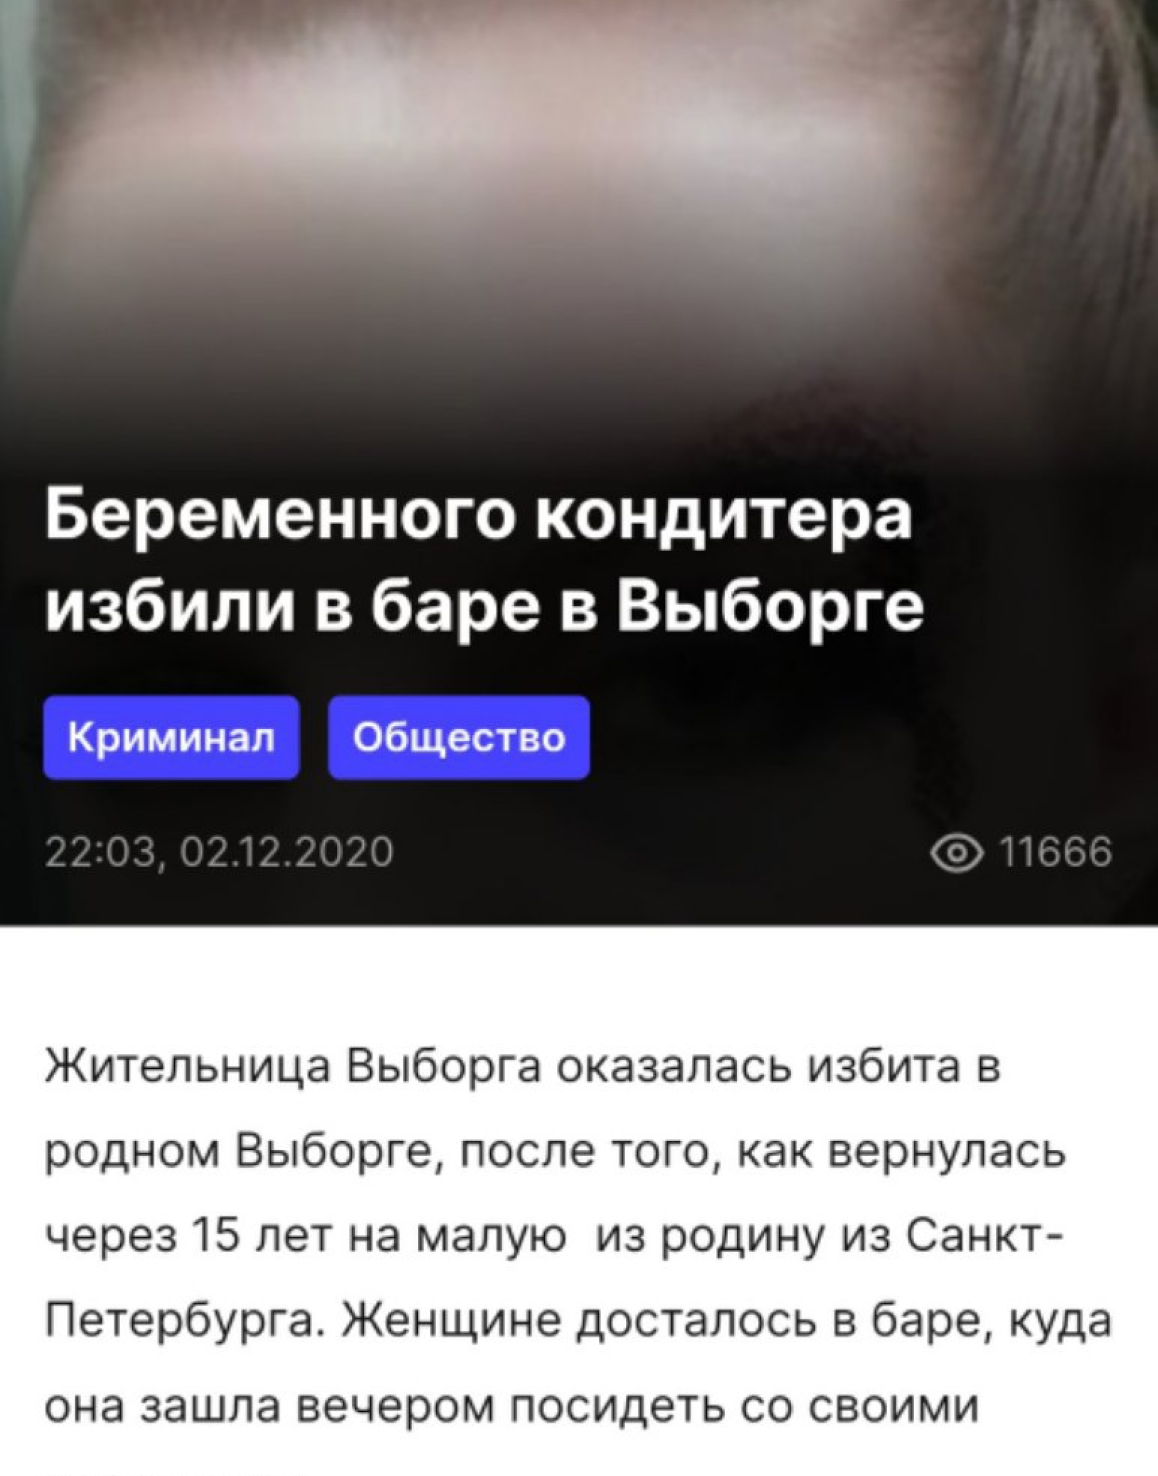 Беременного кондитера
избили в баре в Выборге
Криминал Общество
22:03, 02.12.2020 11666
Жительница Выборга оказалась избита в
родном Выборге, после того, как вернулась
через 15 лет на малую  из родину из Санкт-
Петербурга. Женщине досталось в баре, куда
она зашла вечером посидеть со своими